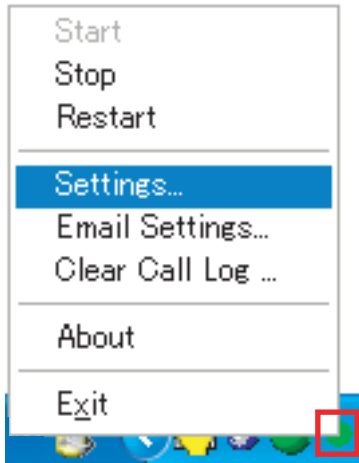 Start
Stop
Restart
Settings...
Email Settings...
Clear Call Log ...
About
Exit